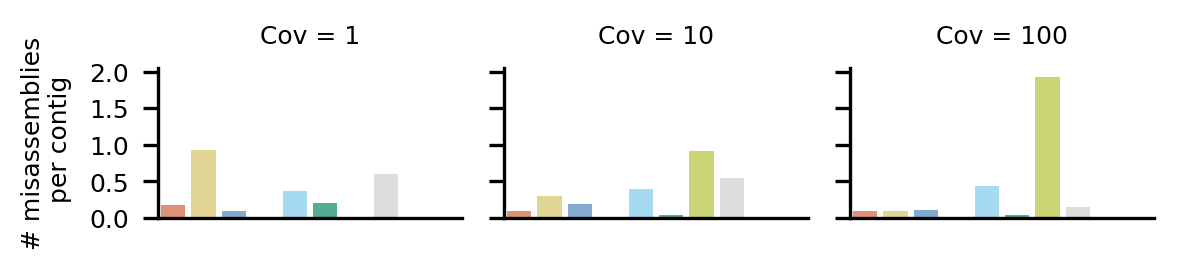 Cov = 1
Cov = 10
Cov = 100
# misassemblies
per contig
2.0
1.5
1.0
0.5
0.0